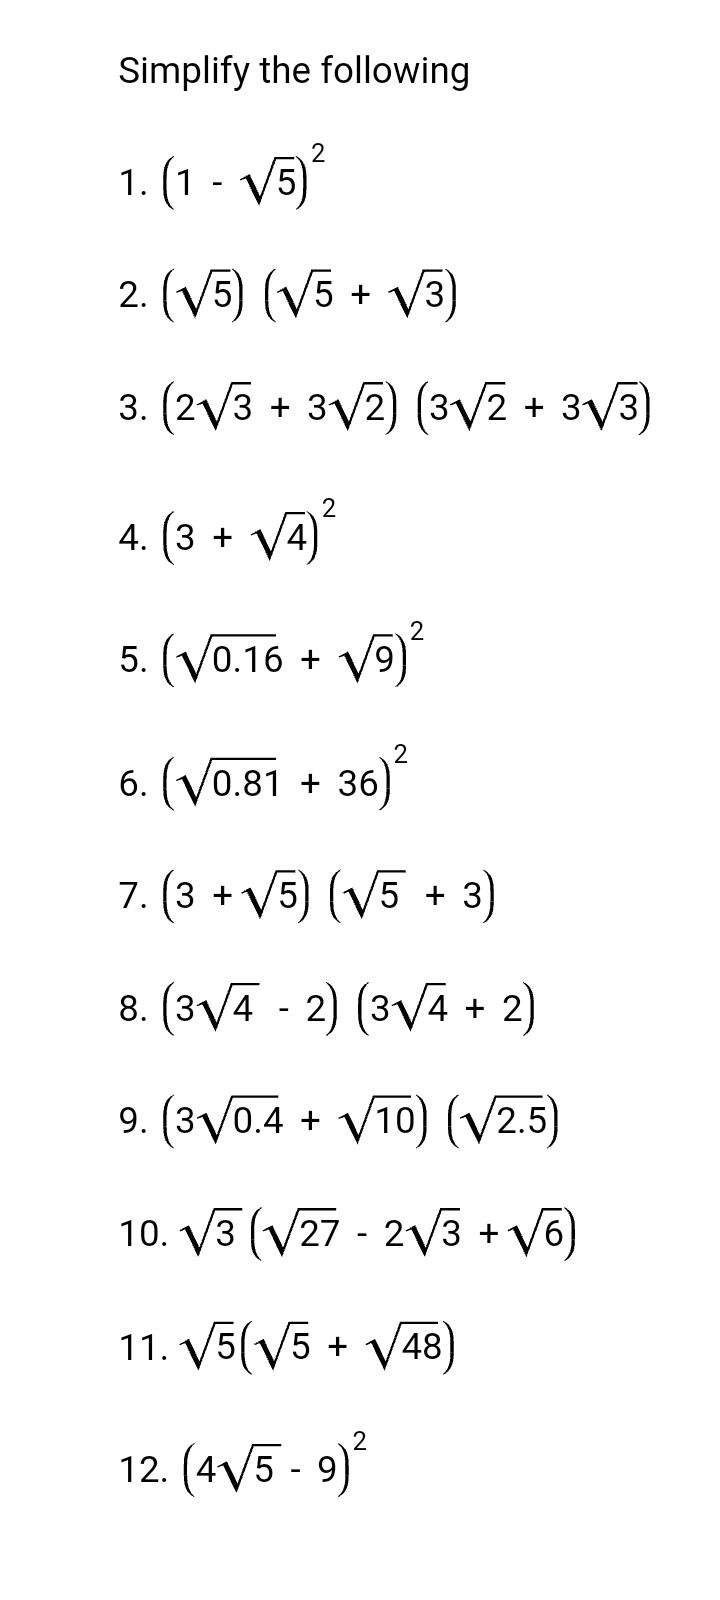 Simplify the following
1. (1 - √5)²
2. (√5) (√5 + √3)
3. (2√3 + 3√2) (3√2 + 3√3)
4. (3 + √4)²
5. (√0.16 + √9)²
6. (√0.81 + 36)²
7. (3 +√5) (√5 + 3)
8. (3√4 - 2) (3√4 + 2)
9. (3√0.4 + √10) (√2.5)
10. √3 (√27 - 2√3 +√6)
11. √5(√5 + √48)
12. (4√5 - 9)²